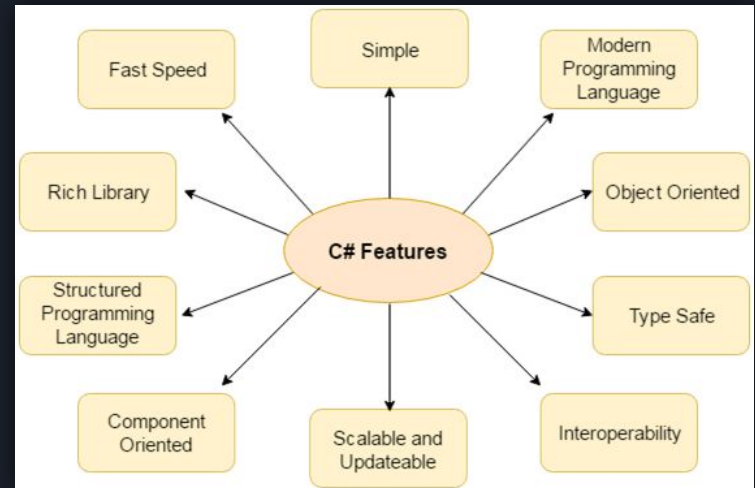 Fast Speed
Simple
Modern
Programming
Language
Rich Library
Object Oriented
C# Features
Structured
Programming
Language
Type Safe
Component
Oriented
Scalable and
Updateable
Interoperability